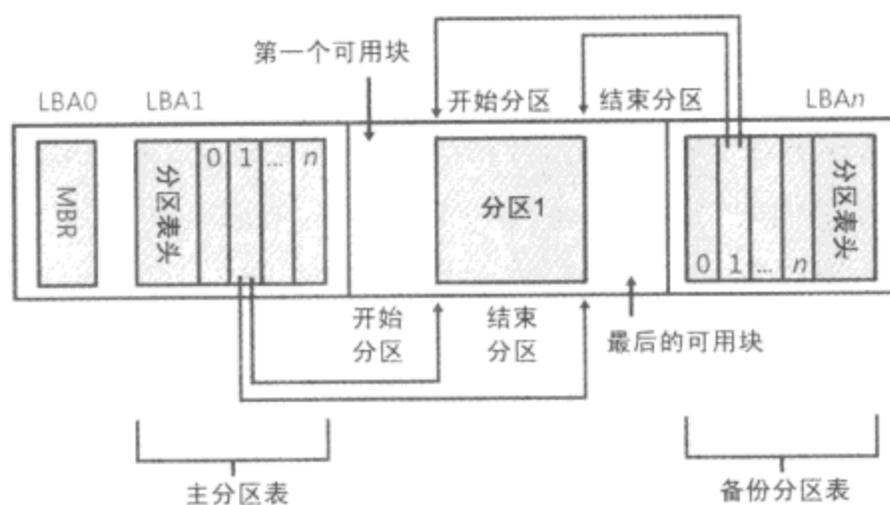 第一个可用块
LBA0
LBA1
开始分区
结束分区
LBAn
MBR
分区表头
0 1 ... n
分区1
0 1 ... n
分区表头
开始
分区
结束
分区
最后的可用块
主分区表
备份分区表